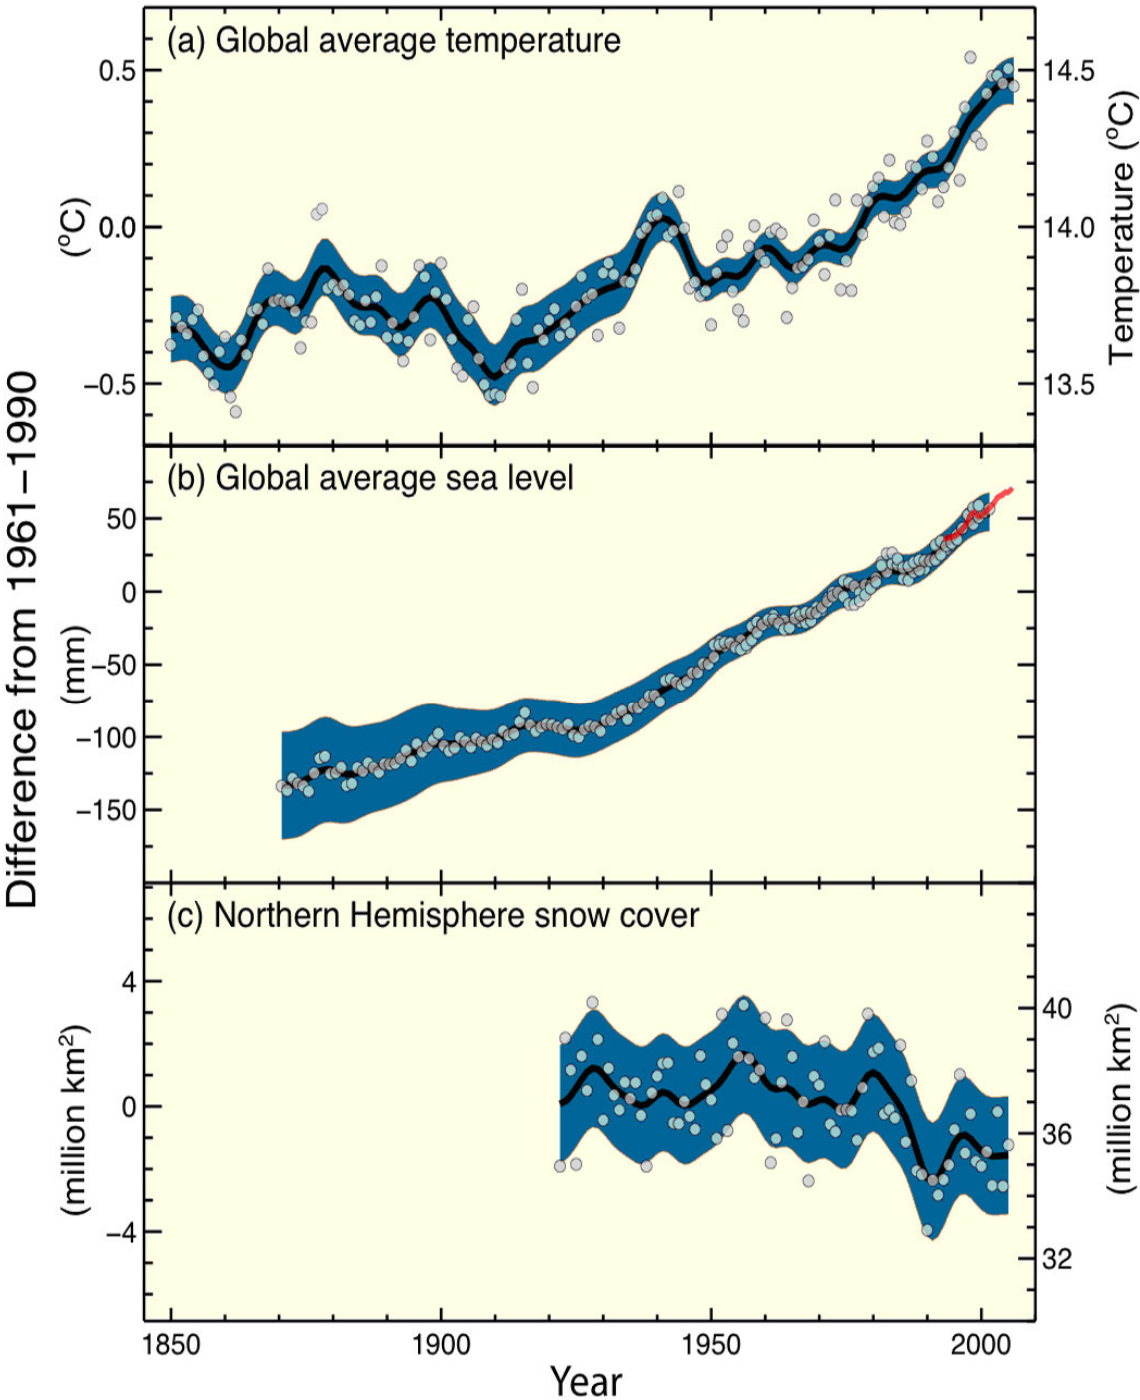 Difference from 1961−1990
(a) Global average temperature
(°C)
0.5
0.0
−0.5
14.5
14.0
13.5
Temperature (°C)
(b) Global average sea level
(mm)
50
0
−50
−100
−150
(c) Northern Hemisphere snow cover
(million km²)
4
0
−4
40
36
32
(million km²)
1850 1900 1950 2000
Year